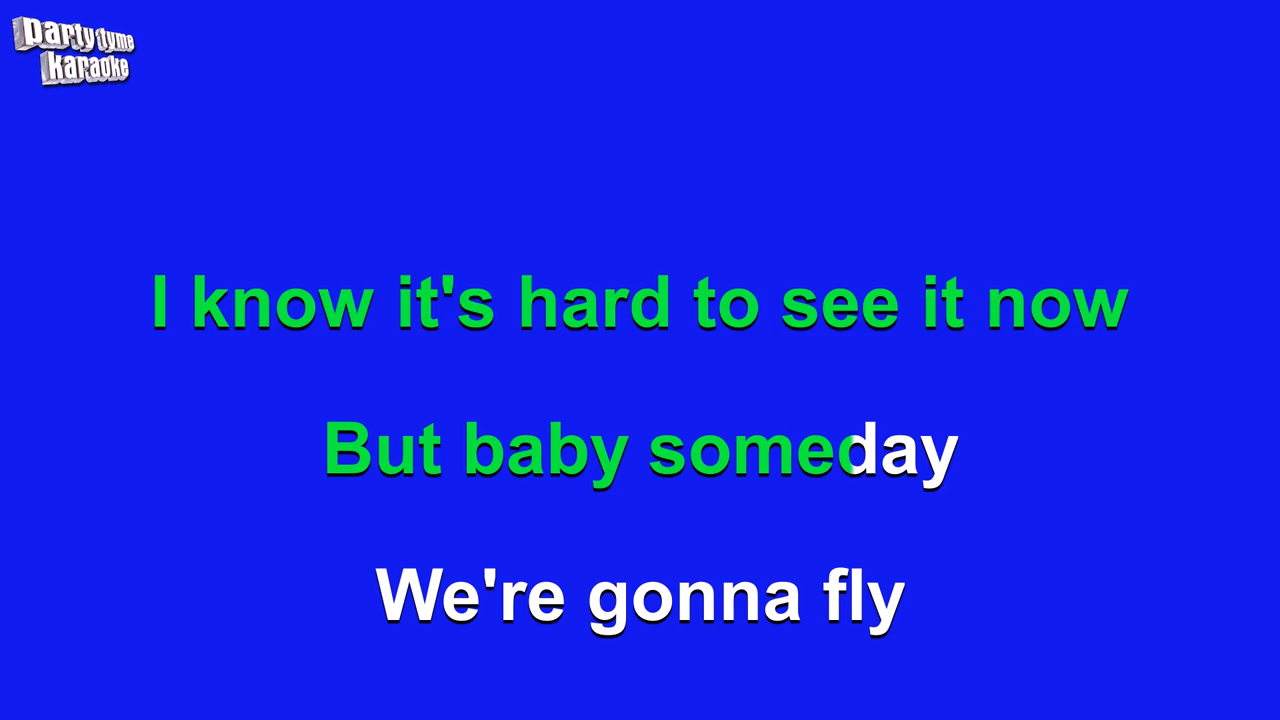 party tyme
karaoke
I know it's hard to see it now
But baby someday
We're gonna fly